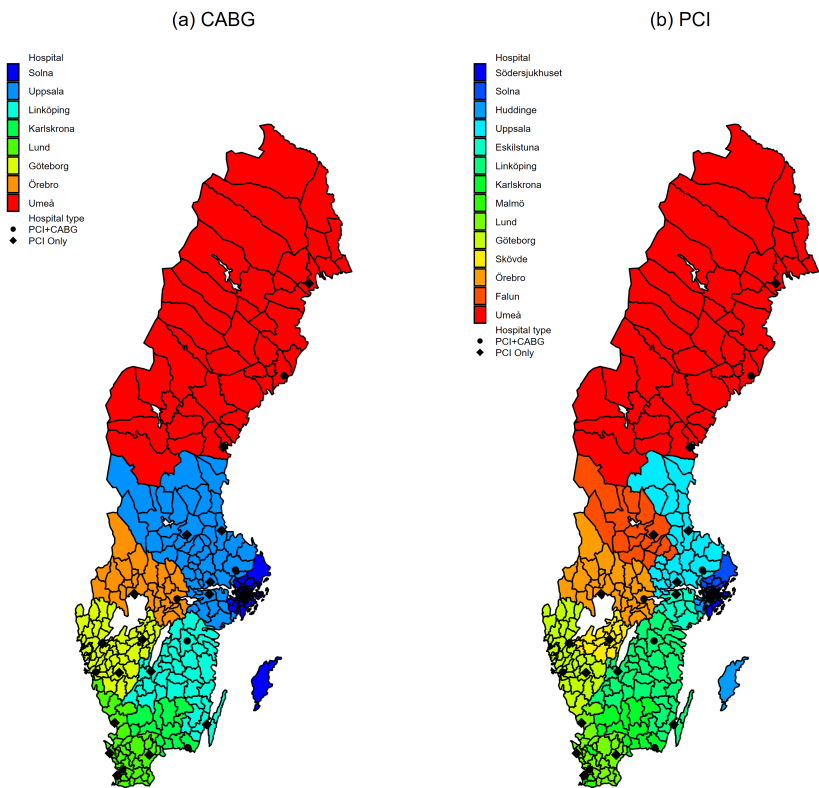 (a) CABG
Hospital
Solna
Uppsala
Linköping
Karlskrona
Lund
Göteborg
Örebro
Umeå
Hospital type
PCI+CABG
PCI Only
(b) PCI
Hospital
Södersjukhuset
Solna
Huddinge
Uppsala
Eskilstuna
Linköping
Karlskrona
Malmö
Lund
Göteborg
Skövde
Örebro
Falun
Umeå
Hospital type
PCI+CABG
PCI Only